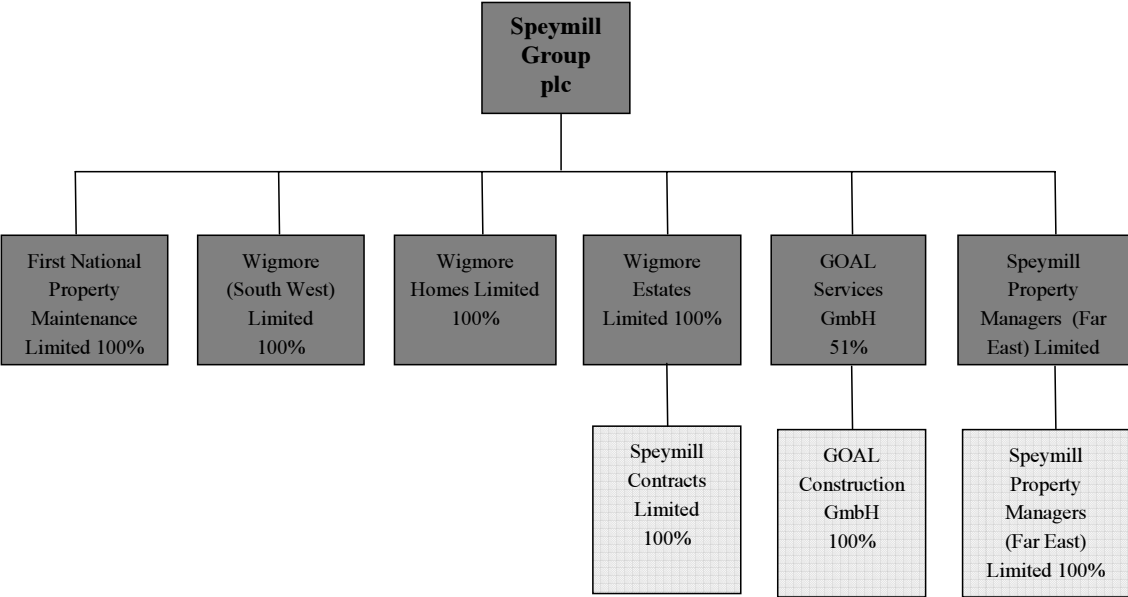 Speymill
Group
plc
First National
Property
Maintenance
Limited 100%
Wigmore
(South West)
Limited
100%
Wigmore
Homes Limited
100%
Wigmore
Estates
Limited 100%
GOAL
Services
GmbH
51%
Speymill
Property
Managers (Far
East) Limited
Speymill
Contracts
Limited
100%
GOAL
Construction
GmbH
100%
Speymill
Property
Managers
(Far East)
Limited 100%